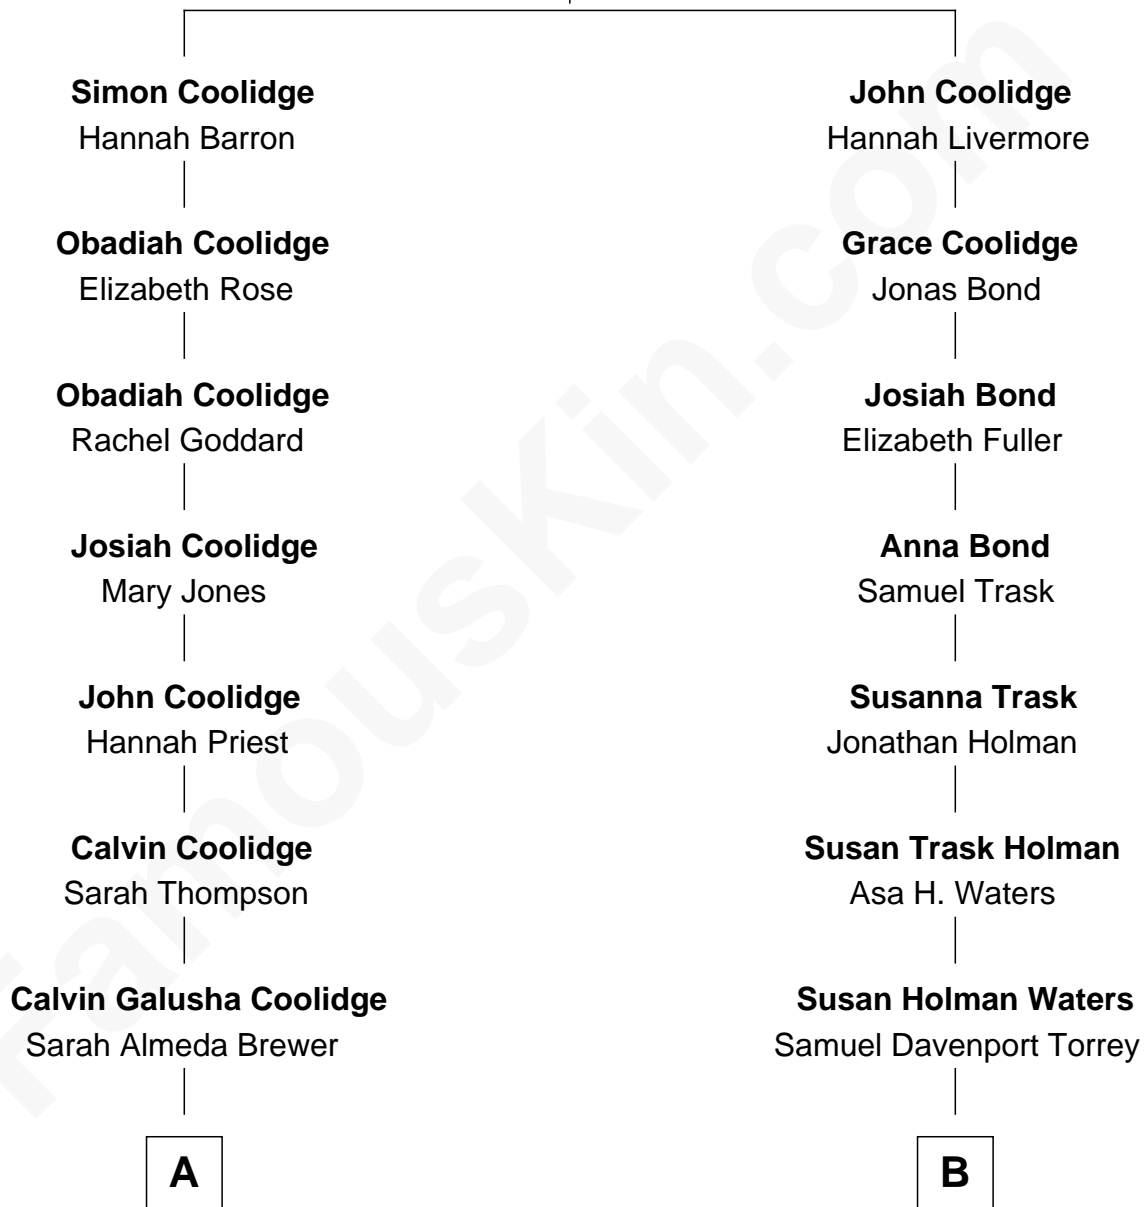 Simon Coolidge
Hannah Barron
Obadiah Coolidge
Elizabeth Rose
Obadiah Coolidge
Rachel Goddard
Josiah Coolidge
Mary Jones
John Coolidge
Hannah Priest
Calvin Coolidge
Sarah Thompson
Calvin Galusha Coolidge
Sarah Almeda Brewer
A
John Coolidge
Hannah Livermore
Grace Coolidge
Jonas Bond
Josiah Bond
Elizabeth Fuller
Anna Bond
Samuel Trask
Susanna Trask
Jonathan Holman
Susan Trask Holman
Asa H. Waters
Susan Holman Waters
Samuel Davenport Torrey
B
FamousKin.com